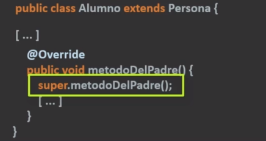 public class Alumno extends Persona {
[ ... ]
@Override
public void metodoDelPadre() {
super.metodoDelPadre();
[ ... ]
}
}